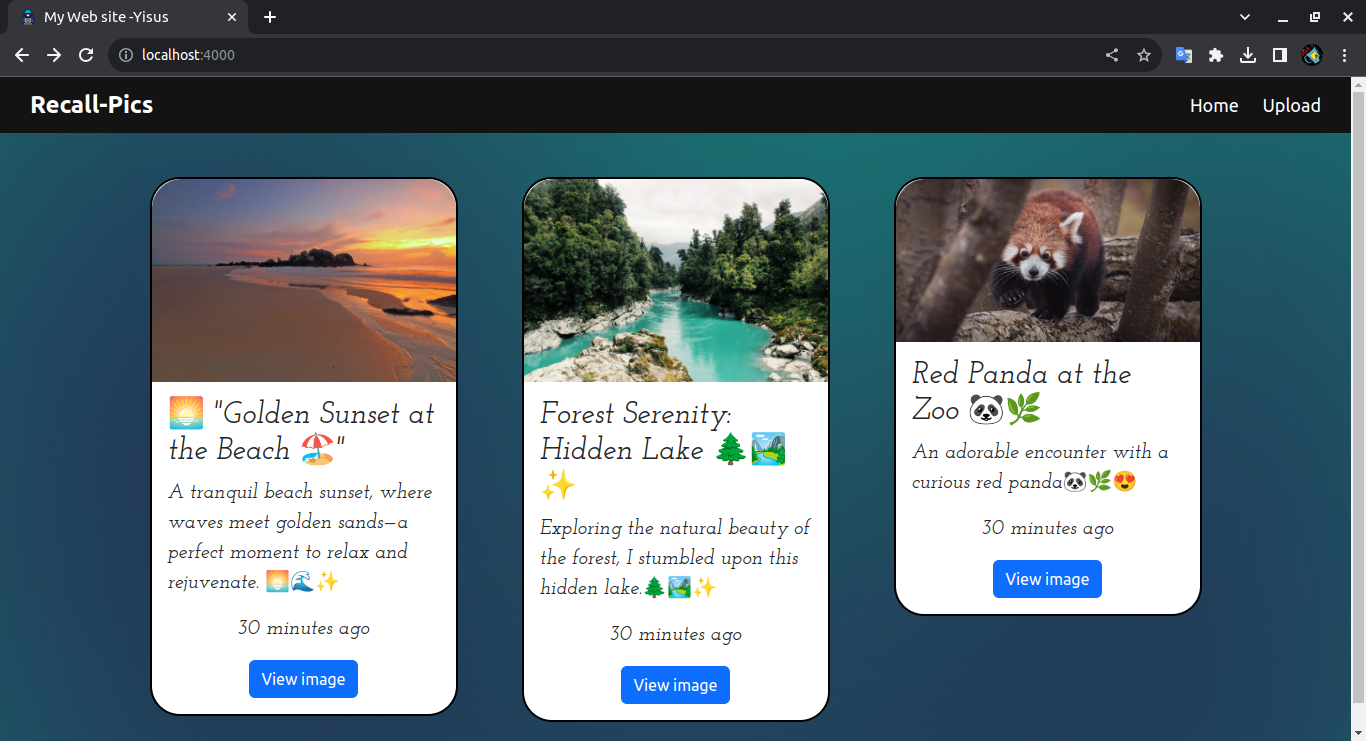 My Web site -Yisus
localhost:4000
Recall-Pics
Home Upload
🌅 "Golden Sunset at
the Beach 🏖️"
A tranquil beach sunset, where
waves meet golden sands—a
perfect moment to relax and
rejuvenate. 🌅🌊✨
30 minutes ago
View image
Forest Serenity:
Hidden Lake 🌲🏞️
✨
Exploring the natural beauty of
the forest, I stumbled upon this
hidden lake.🌲🏞️✨
30 minutes ago
View image
Red Panda at the
Zoo 🐼🌿
An adorable encounter with a
curious red panda🐼🌿😍
30 minutes ago
View image